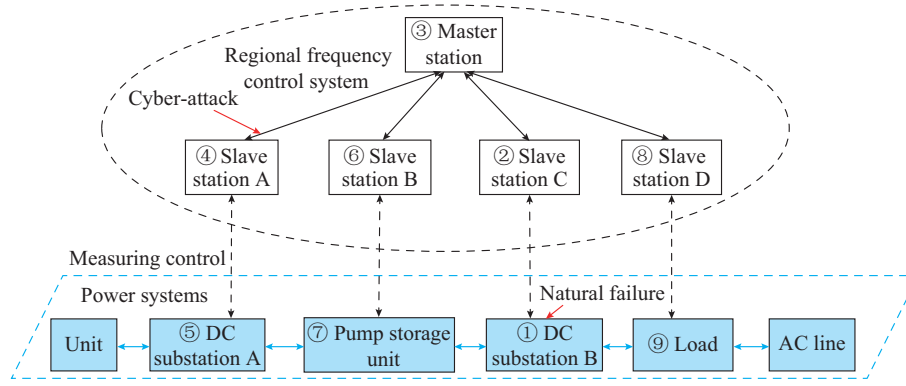 ③ Master
station
Regional frequency
control system
Cyber-attack
④ Slave
station A
⑥ Slave
station B
② Slave
station C
⑧ Slave
station D
Measuring control
Power systems
Natural failure
Unit
⑤ DC
substation A
⑦ Pump storage
unit
① DC
substation B
⑨ Load
AC line